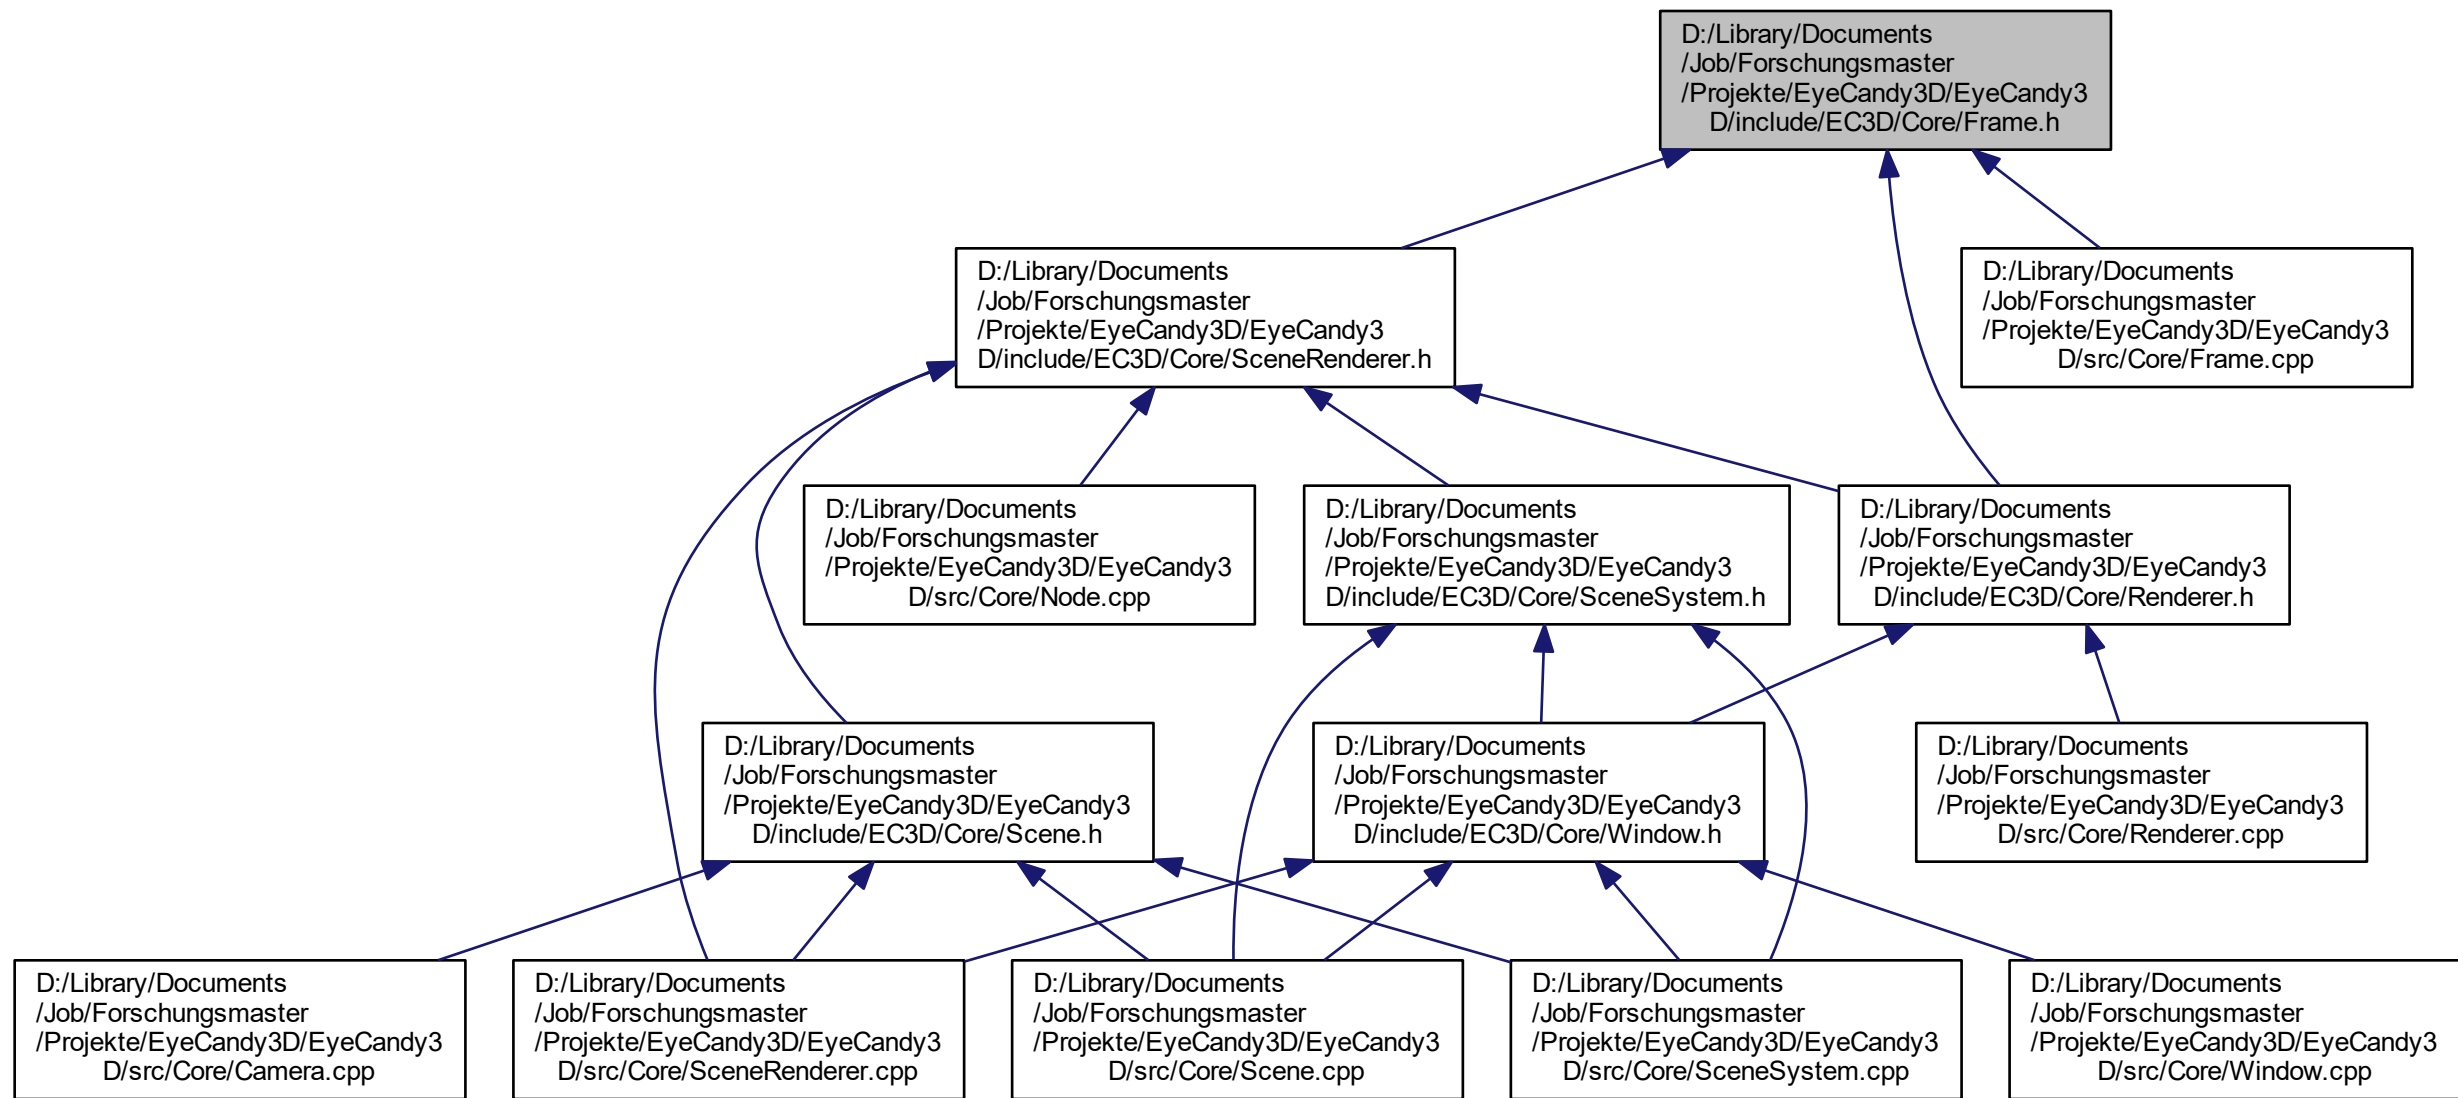 D:/Library/Documents
/Job/Forschungsmaster
/Projekte/EyeCandy3D/EyeCandy3
D/include/EC3D/Core/Frame.h
D:/Library/Documents
/Job/Forschungsmaster
/Projekte/EyeCandy3D/EyeCandy3
D/include/EC3D/Core/SceneRenderer.h
D:/Library/Documents
/Job/Forschungsmaster
/Projekte/EyeCandy3D/EyeCandy3
D/src/Core/Frame.cpp
D:/Library/Documents
/Job/Forschungsmaster
/Projekte/EyeCandy3D/EyeCandy3
D/src/Core/Node.cpp
D:/Library/Documents
/Job/Forschungsmaster
/Projekte/EyeCandy3D/EyeCandy3
D/include/EC3D/Core/SceneSystem.h
D:/Library/Documents
/Job/Forschungsmaster
/Projekte/EyeCandy3D/EyeCandy3
D/include/EC3D/Core/Renderer.h
D:/Library/Documents
/Job/Forschungsmaster
/Projekte/EyeCandy3D/EyeCandy3
D/include/EC3D/Core/Scene.h
D:/Library/Documents
/Job/Forschungsmaster
/Projekte/EyeCandy3D/EyeCandy3
D/include/EC3D/Core/Window.h
D:/Library/Documents
/Job/Forschungsmaster
/Projekte/EyeCandy3D/EyeCandy3
D/src/Core/Renderer.cpp
D:/Library/Documents
/Job/Forschungsmaster
/Projekte/EyeCandy3D/EyeCandy3
D/src/Core/Camera.cpp
D:/Library/Documents
/Job/Forschungsmaster
/Projekte/EyeCandy3D/EyeCandy3
D/src/Core/SceneRenderer.cpp
D:/Library/Documents
/Job/Forschungsmaster
/Projekte/EyeCandy3D/EyeCandy3
D/src/Core/Scene.cpp
D:/Library/Documents
/Job/Forschungsmaster
/Projekte/EyeCandy3D/EyeCandy3
D/src/Core/SceneSystem.cpp
D:/Library/Documents
/Job/Forschungsmaster
/Projekte/EyeCandy3D/EyeCandy3
D/src/Core/Window.cpp